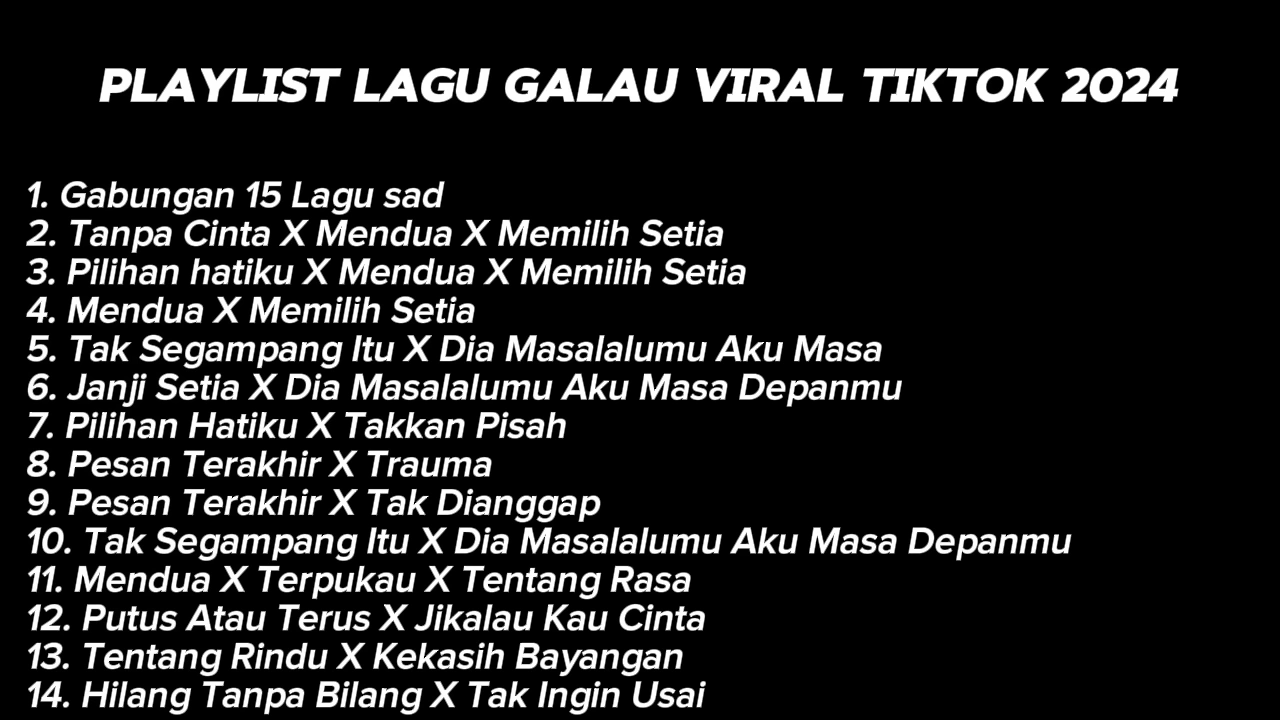 PLAYLIST LAGU GALAU VIRAL TIKTOK 2024
1. Gabungan 15 Lagu sad
2. Tanpa Cinta X Mendua X Memilih Setia
3. Pilihan hatiku X Mendua X Memilih Setia
4. Mendua X Memilih Setia
5. Tak Segampang Itu X Dia Masalalumu Aku Masa
6. Janji Setia X Dia Masalalumu Aku Masa Depanmu
7. Pilihan Hatiku X Takkan Pisah
8. Pesan Terakhir X Trauma
9. Pesan Terakhir X Tak Dianggap
10. Tak Segampang Itu X Dia Masalalumu Aku Masa Depanmu
11. Mendua X Terpukau X Tentang Rasa
12. Putus Atau Terus X Jikalau Kau Cinta
13. Tentang Rindu X Kekasih Bayangan
14. Hilang Tanpa Bilang X Tak Ingin Usai